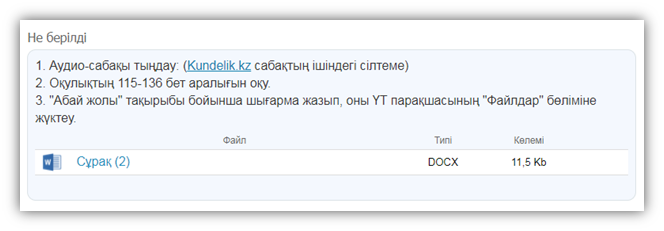 Не берілді
1. Аудио-сабақы тыңдау: (Kundelik.kz сабақтың ішіндегі сілтеме)
2. Оқулықтың 115-136 бет аралығын оқу.
3. "Абай жолы" тақырыбы бойынша шығарма жазып, оны ҮТ парақшасының "Файлдар" бөліміне
жүктеу.
Файл Типі Көлемі
Сұрақ (2) DOCX 11,5 Kb